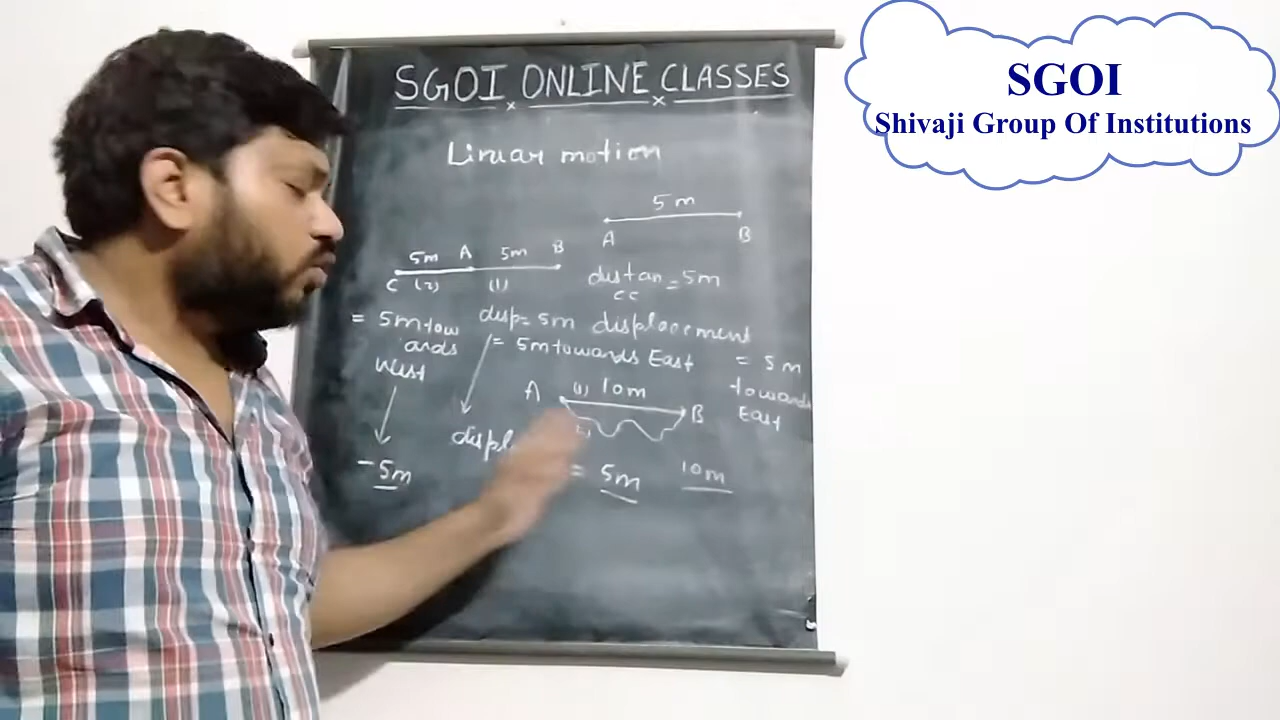 SGOI
Shivaji Group Of Institutions
SGOI ONLINE CLASSES
Linear motion
5m
A B
5m A 5m B
C (2) (1)
distan = 5m
ce
= 5m tow
ards
West
disp = 5m
= 5m towards East
displacement
= 5m
towards
East
A (1) 10m B
-5m
= 5m
10m